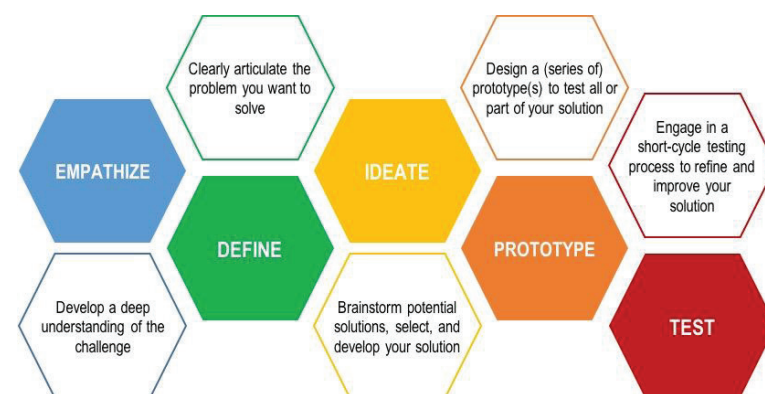 EMPATHIZE
Develop a deep
understanding of the
challenge
Clearly articulate the
problem you want to
solve
DEFINE
IDEATE
Brainstorm potential
solutions, select, and
develop your solution
Design a (series of)
prototype(s) to test all or
part of your solution
PROTOTYPE
Engage in a
short-cycle testing
process to refine and
improve your
solution
TEST